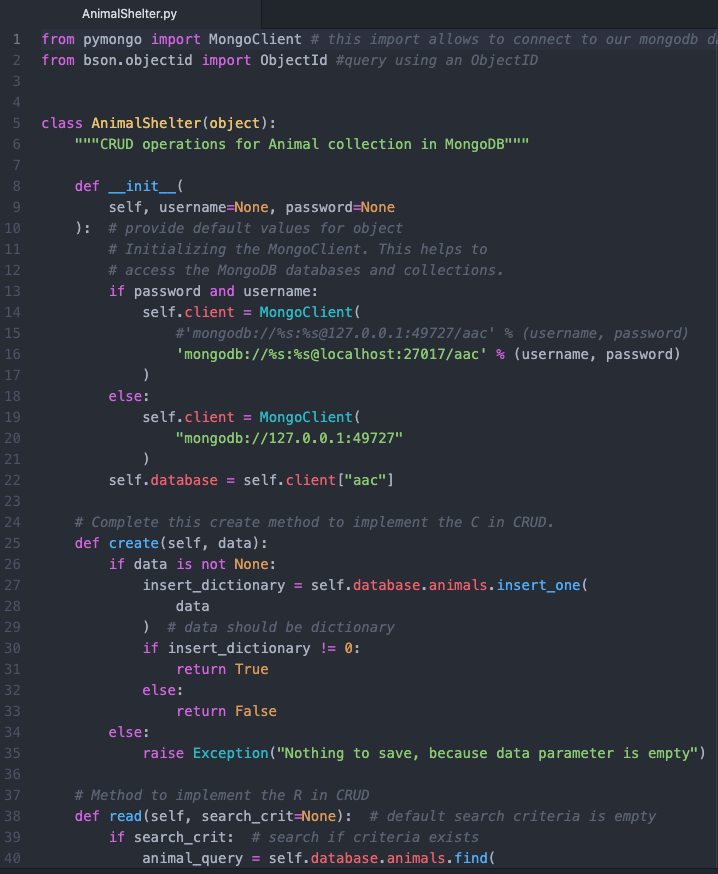 AnimalShelter.py
1 from pymongo import MongoClient # this import allows to connect to our mongodb
2 from bson.objectid import ObjectId #query using an ObjectID
3
4
5 class AnimalShelter(object):
6     """CRUD operations for Animal collection in MongoDB"""
7
8     def __init__(
9         self, username=None, password=None
10     ):  # provide default values for object
11         # Initializing the MongoClient. This helps to
12         # access the MongoDB databases and collections.
13         if password and username:
14             self.client = MongoClient(
15                 #'mongodb://%s:%s@127.0.0.1:49727/aac' % (username, password)
16                 'mongodb://%s:%s@localhost:27017/aac' % (username, password)
17             )
18         else:
19             self.client = MongoClient(
20                 "mongodb://127.0.0.1:49727"
21             )
22         self.database = self.client["aac"]
23
24     # Complete this create method to implement the C in CRUD.
25     def create(self, data):
26         if data is not None:
27             insert_dictionary = self.database.animals.insert_one(
28                 data
29             )  # data should be dictionary
30             if insert_dictionary != 0:
31                 return True
32             else:
33                 return False
34         else:
35             raise Exception("Nothing to save, because data parameter is empty")
36
37     # Method to implement the R in CRUD
38     def read(self, search_crit=None):  # default search criteria is empty
39         if search_crit:  # search if criteria exists
40             animal_query = self.database.animals.find(